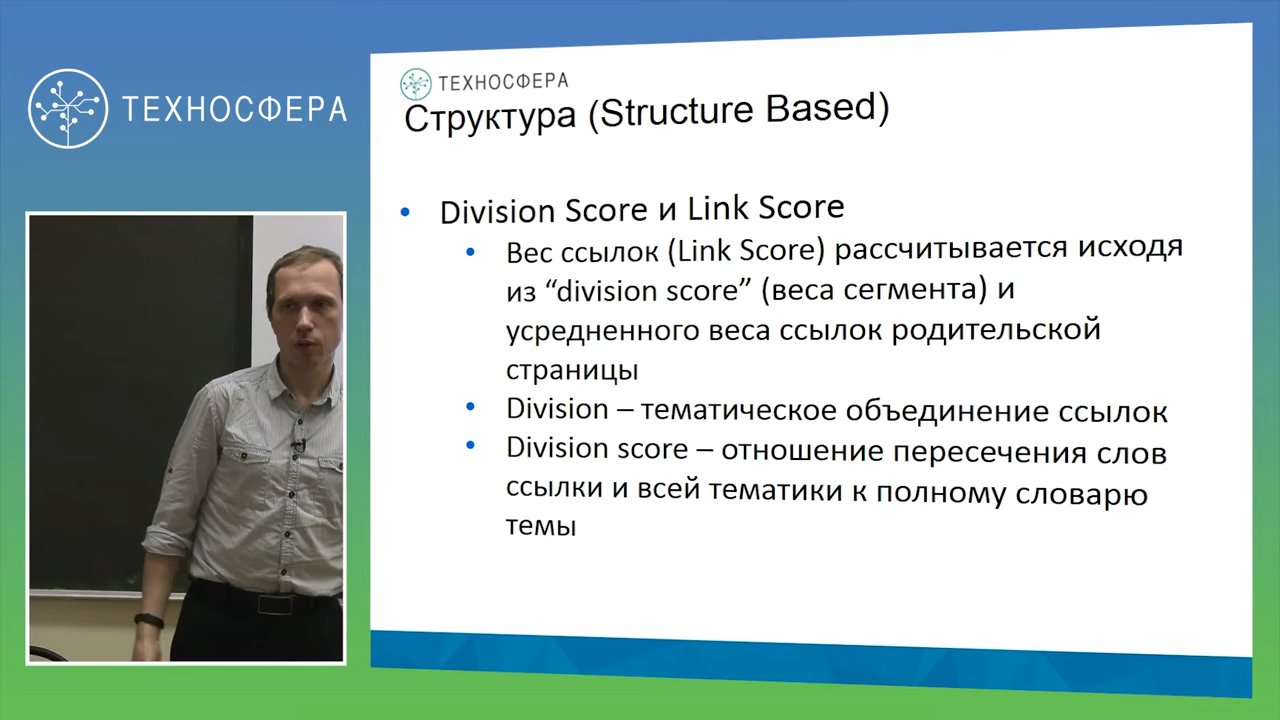 ТЕХНОСФЕРА
ТЕХНОСФЕРА
Структура (Structure Based)
Division Score и Link Score
Вес ссылок (Link Score) рассчитывается исходя
из “division score” (веса сегмента) и
усредненного веса ссылок родительской
страницы
Division – тематическое объединение ссылок
Division score – отношение пересечения слов
ссылки и всей тематики к полному словарю
темы